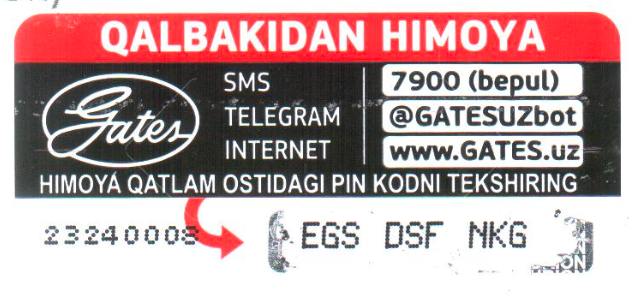 QALBAKIDAN HIMOYA
Gates
SMS 7900 (bepul)
TELEGRAM @GATESUZbot
INTERNET www.GATES.uz
HIMOYA QATLAM OSTIDAGI PIN KODNI TEKSHIRING
23240008 EGS DSF NKG